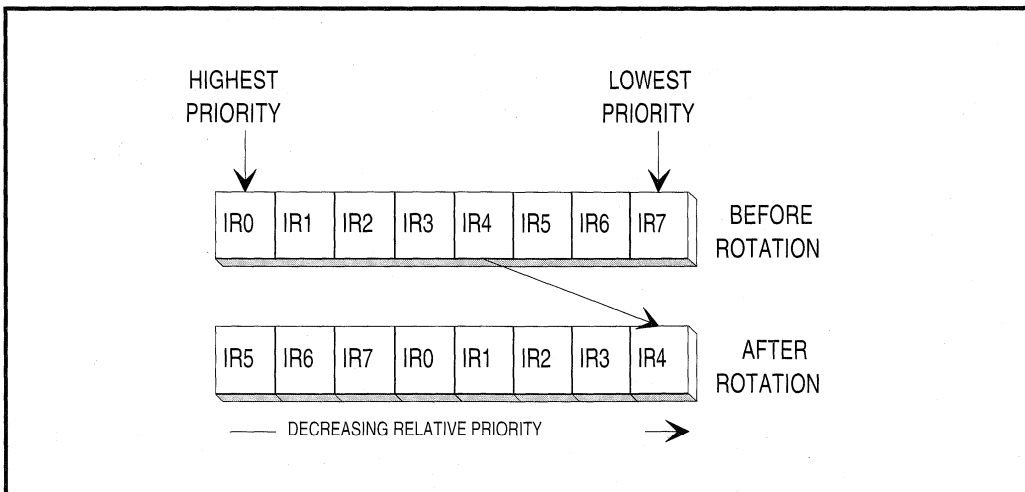 HIGHEST
PRIORITY
LOWEST
PRIORITY
IR0 IR1 IR2 IR3 IR4 IR5 IR6 IR7
BEFORE
ROTATION
IR5 IR6 IR7 IR0 IR1 IR2 IR3 IR4
AFTER
ROTATION
DECREASING RELATIVE PRIORITY